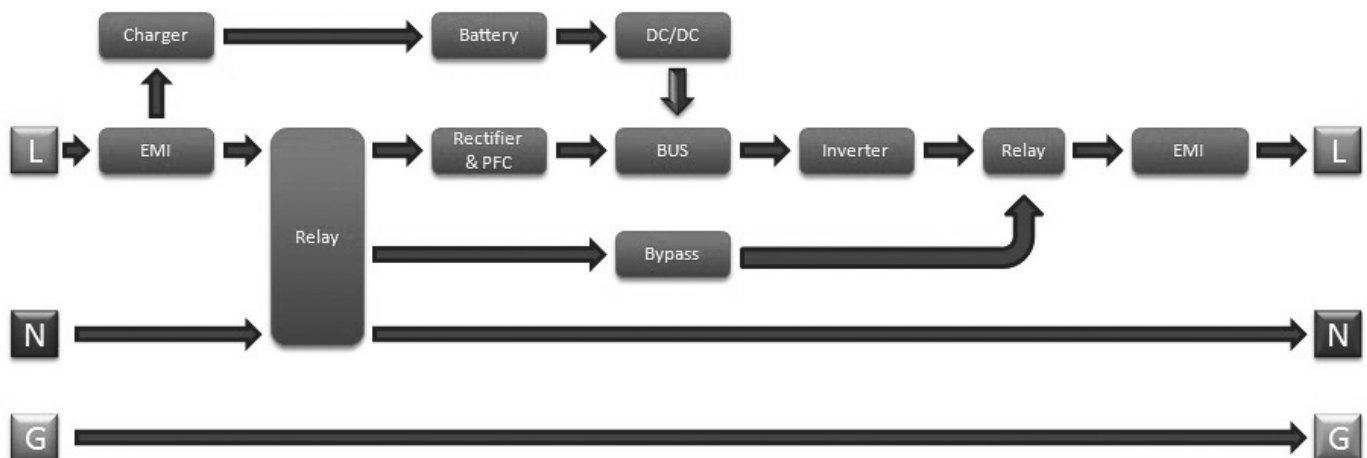 Charger
Battery
DC/DC
L
EMI
Rectifier
& PFC
BUS
Inverter
Relay
EMI
L
Relay
Bypass
N
N
G
G